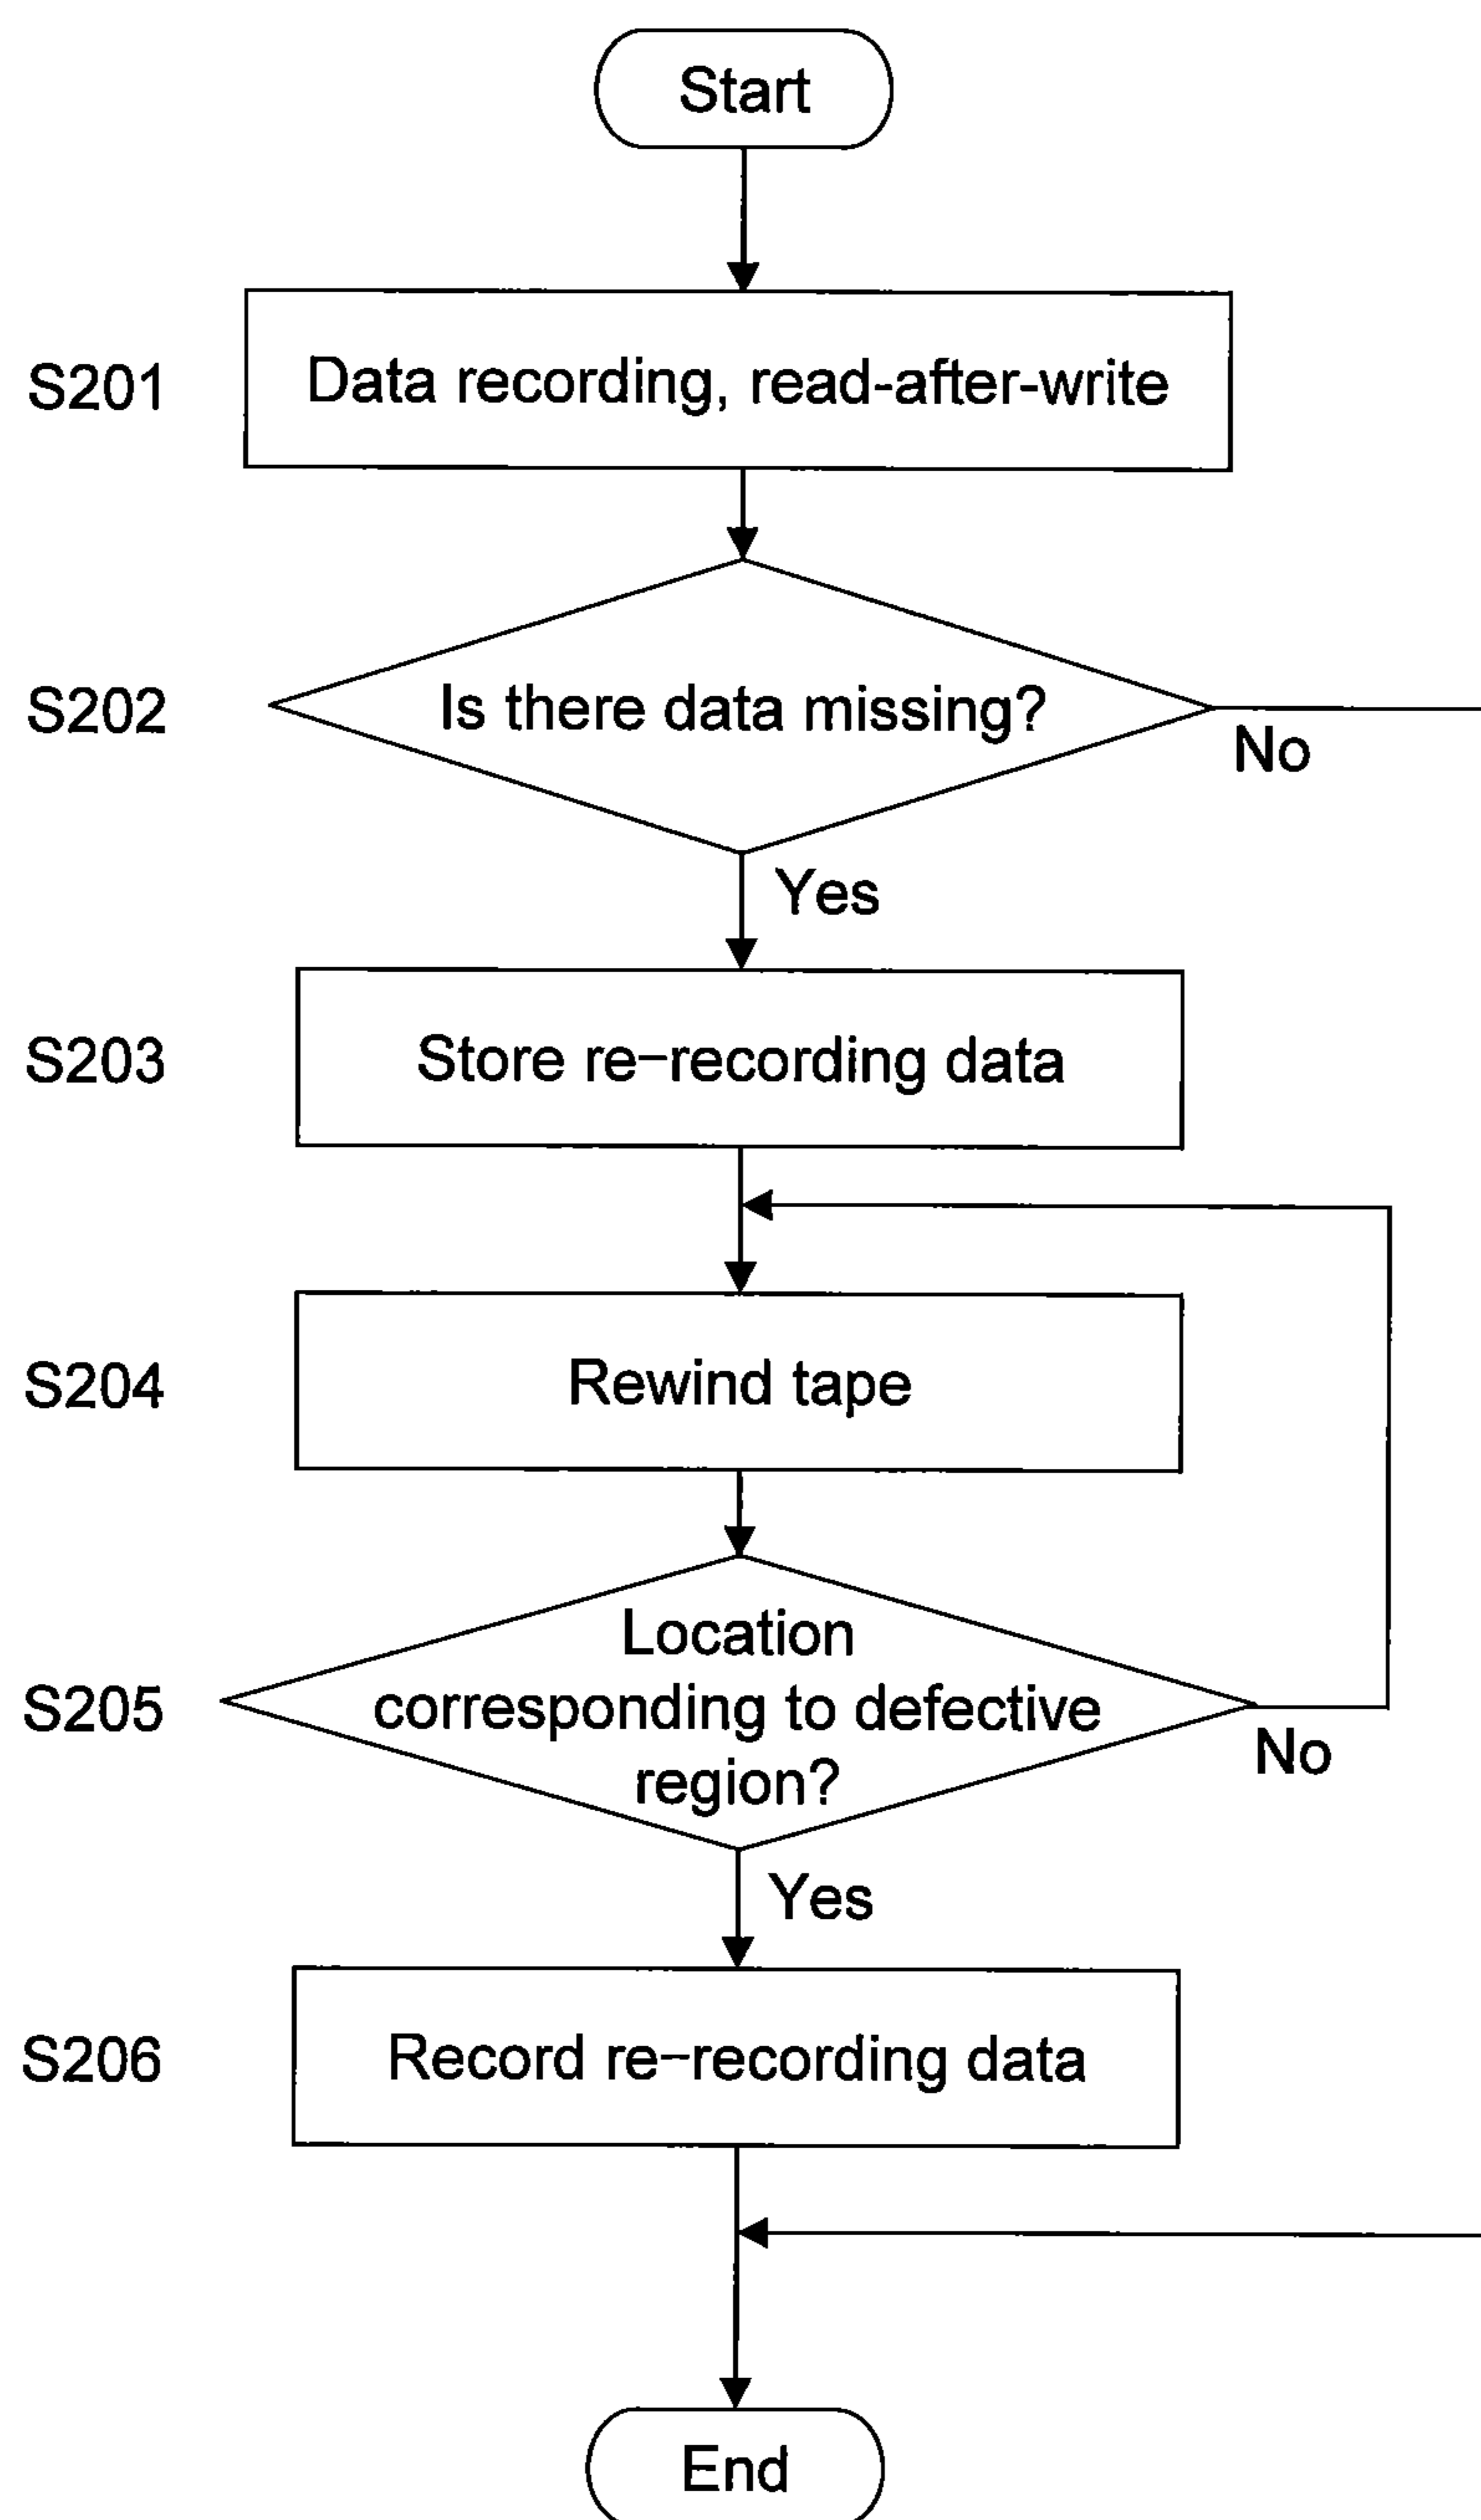 Start
S201
Data recording, read-after-write
S202
Is there data missing?
No
Yes
S203
Store re-recording data
S204
Rewind tape
S205
Location
corresponding to defective
region?
No
Yes
S206
Record re-recording data
End